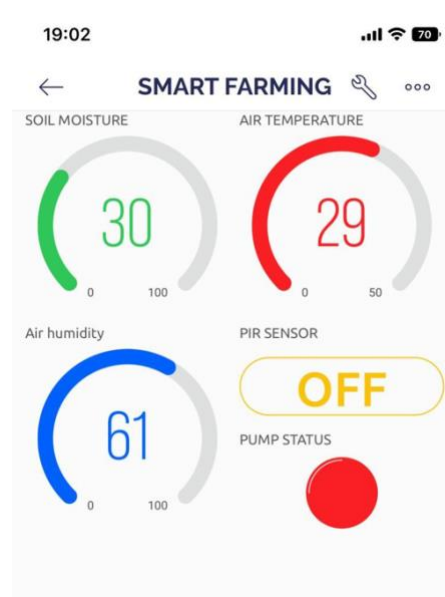 19:02
70
SMART FARMING
SOIL MOISTURE
AIR TEMPERATURE
30
29
0
100
0
50
Air humidity
PIR SENSOR
61
OFF
PUMP STATUS
0
100